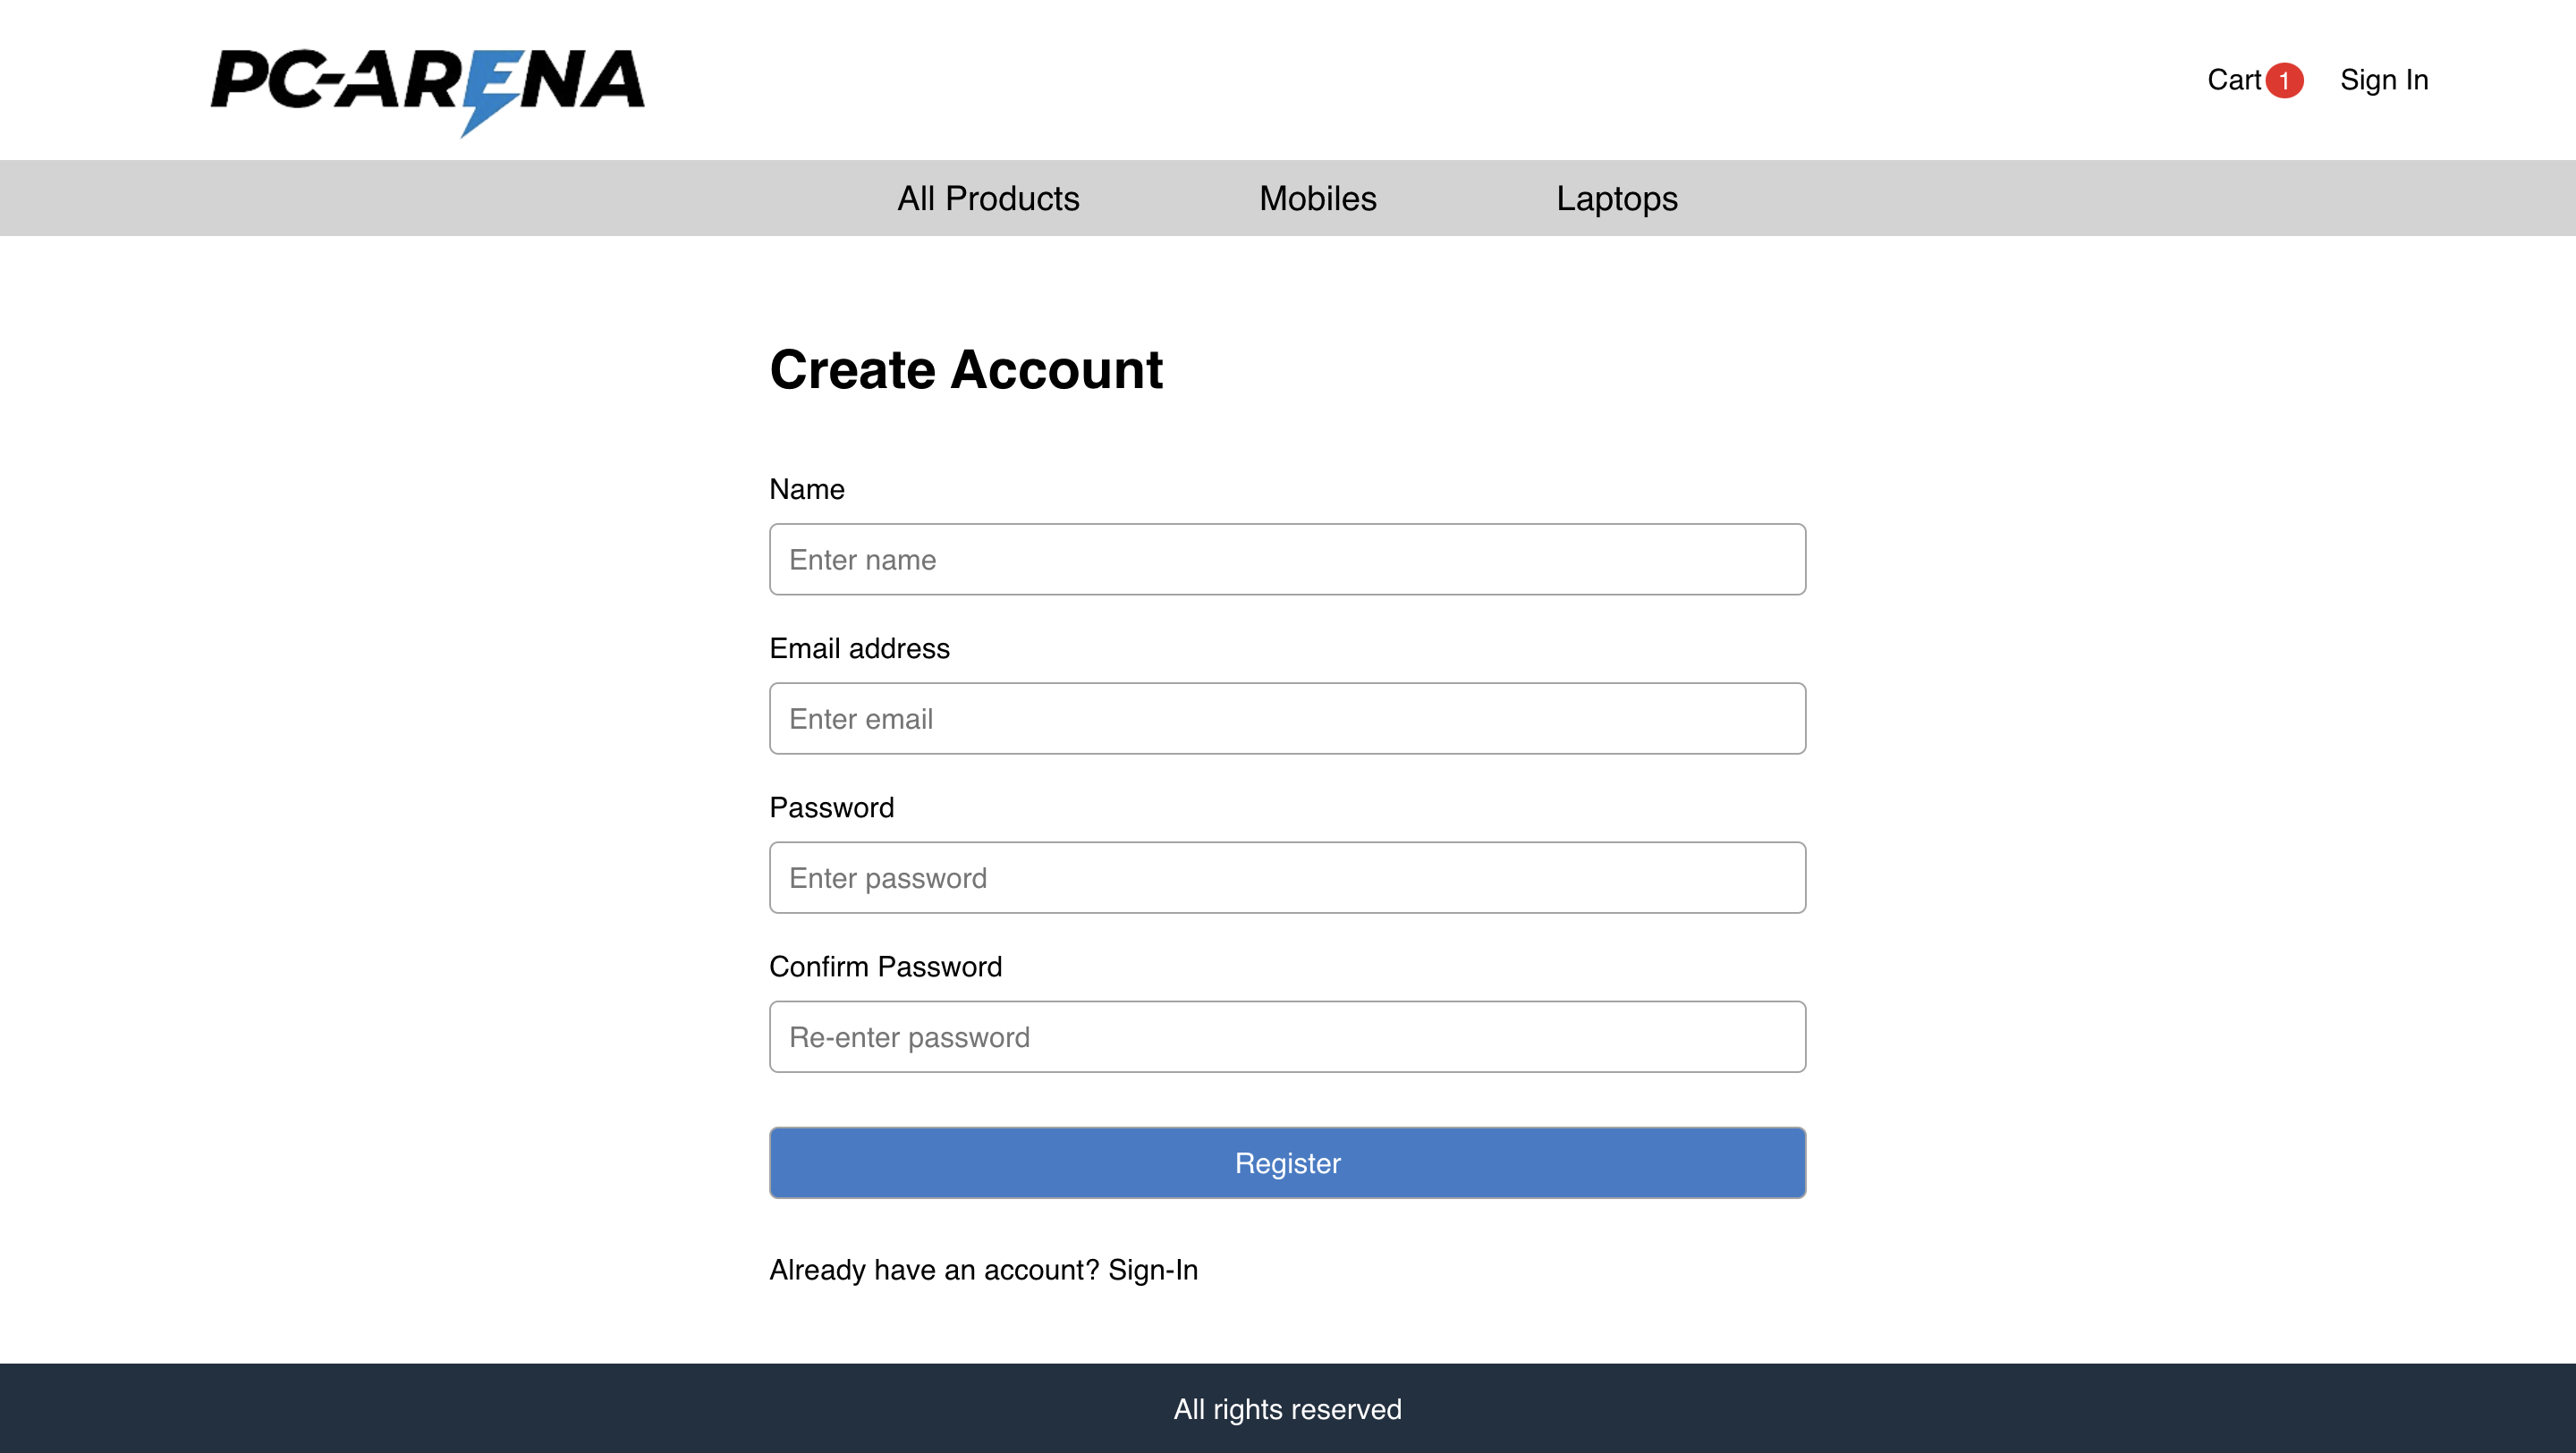 PC-ARENA
Cart 1 Sign In
All Products Mobiles Laptops
Create Account
Name
Enter name
Email address
Enter email
Password
Enter password
Confirm Password
Re-enter password
Register
Already have an account? Sign-In
All rights reserved